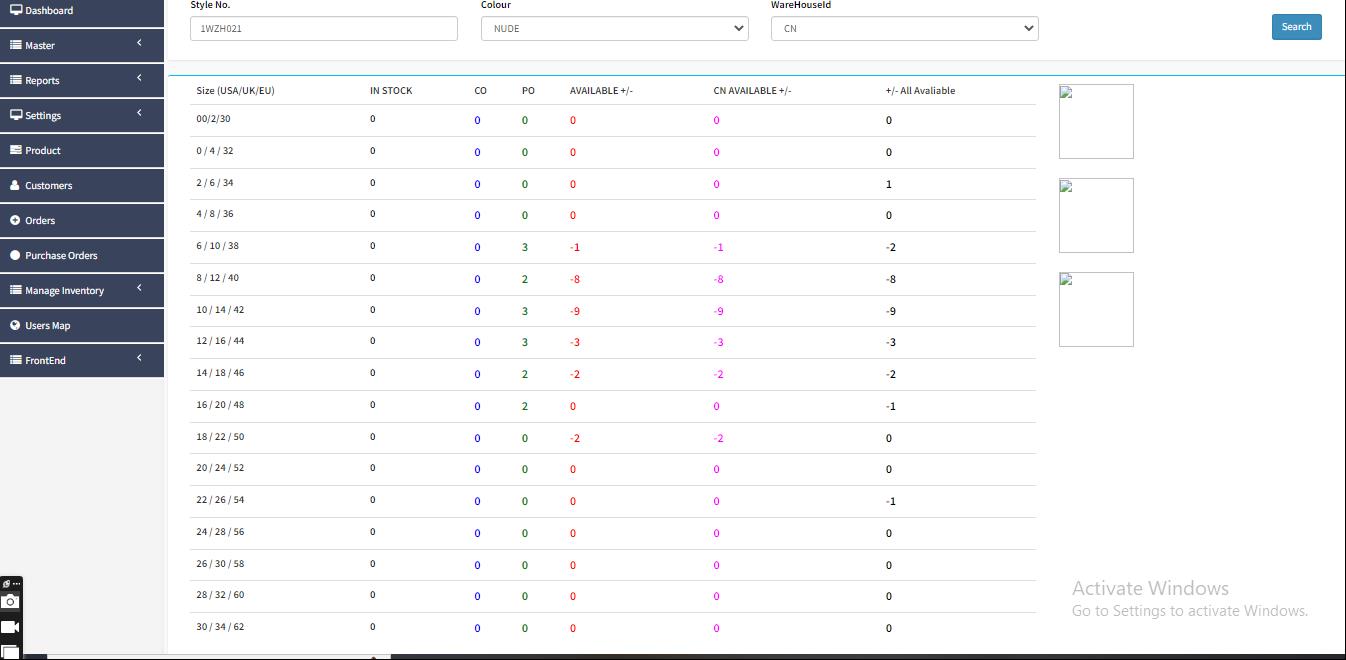 Dashboard
Master
Reports
Settings
Product
Customers
Orders
Purchase Orders
Manage Inventory
Users Map
FrontEnd
Style No. Colour WareHouseId
1WZH021 NUDE CN Search
Size (USA/UK/EU) IN STOCK CO PO AVAILABLE +/- CN AVAILABLE +/- +/- All Avaliable
00/2/30 0 0 0 0 0 0
0 / 4 / 32 0 0 0 0 0 0
2 / 6 / 34 0 0 0 0 0 1
4 / 8 / 36 0 0 0 0 0 0
6 / 10 / 38 0 0 3 -1 -1 -2
8 / 12 / 40 0 0 2 -8 -8 -8
10 / 14 / 42 0 0 3 -9 -9 -9
12 / 16 / 44 0 0 3 -3 -3 -3
14 / 18 / 46 0 0 2 -2 -2 -2
16 / 20 / 48 0 0 2 0 0 -1
18 / 22 / 50 0 0 0 -2 -2 0
20 / 24 / 52 0 0 0 0 0 0
22 / 26 / 54 0 0 0 0 0 -1
24 / 28 / 56 0 0 0 0 0 0
26 / 30 / 58 0 0 0 0 0 0
28 / 32 / 60 0 0 0 0 0 0
30 / 34 / 62 0 0 0 0 0 0
Activate Windows
Go to Settings to activate Windows.